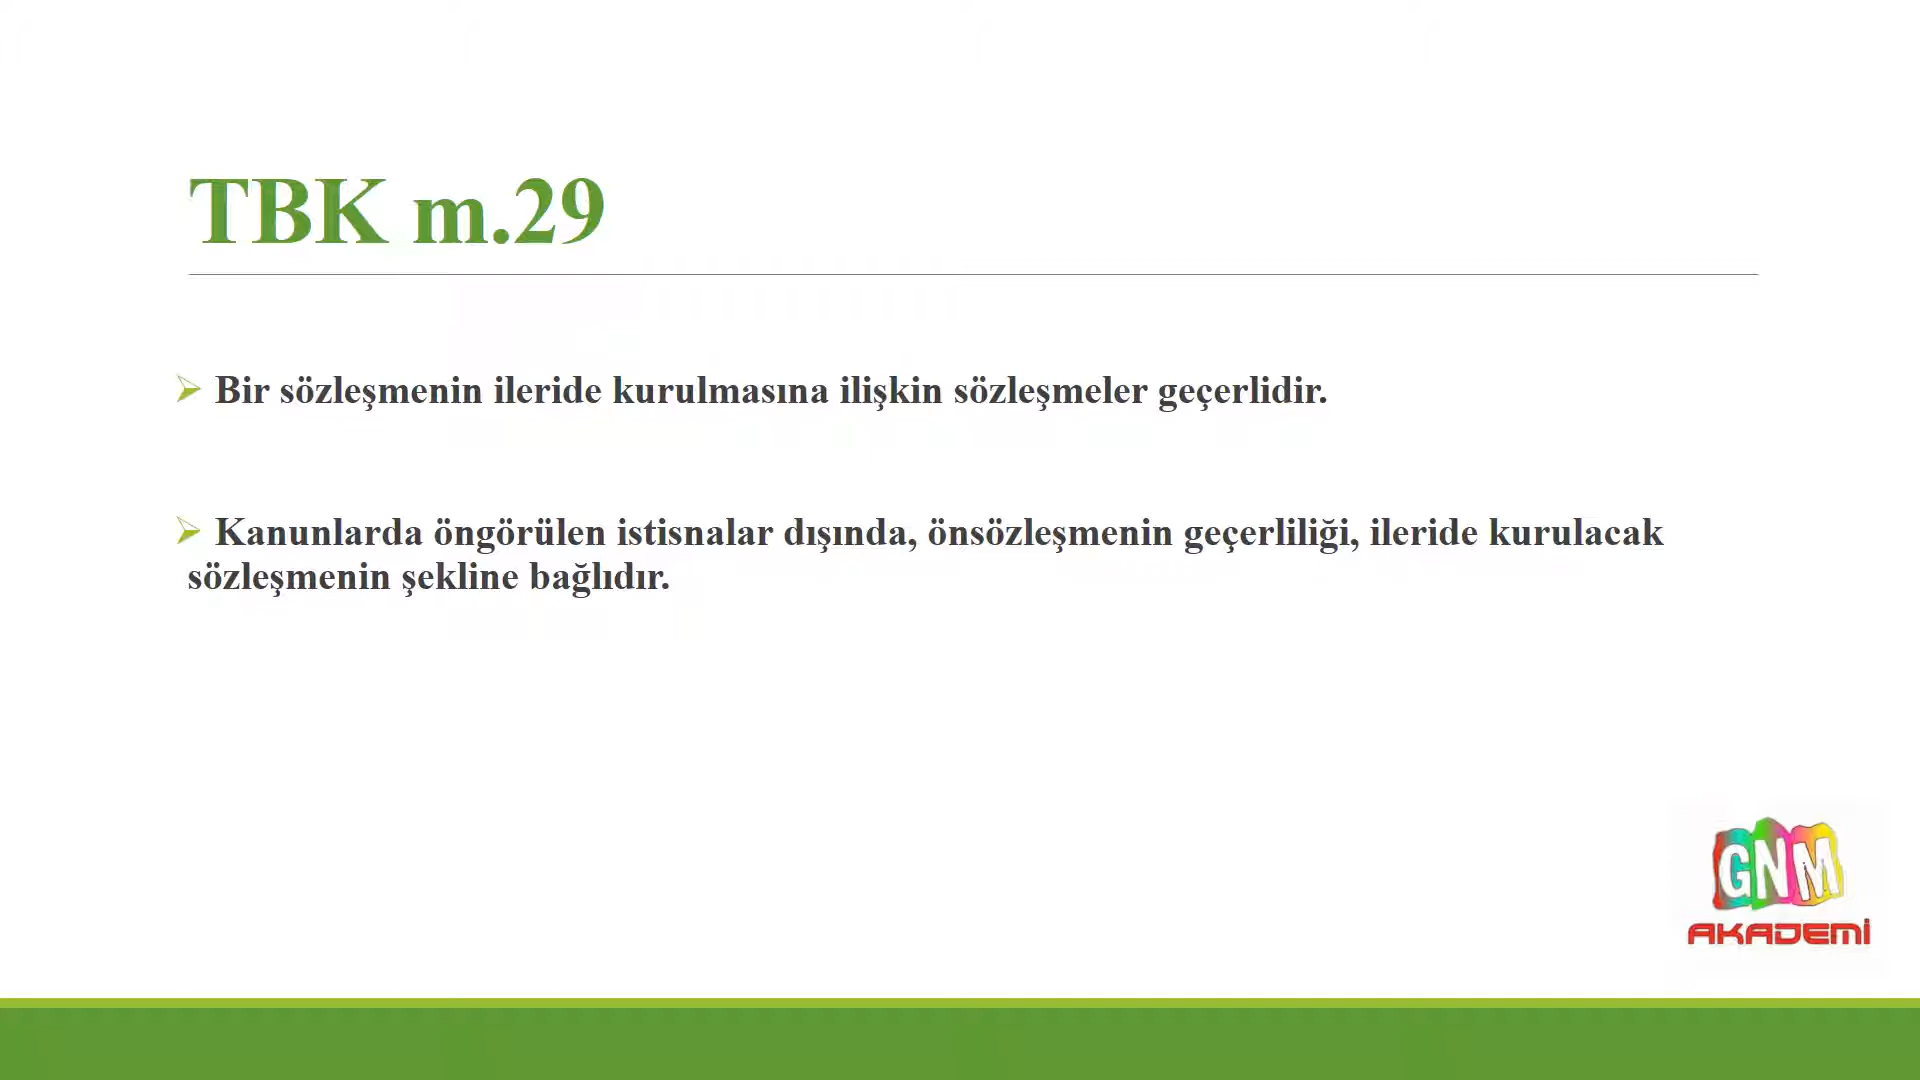 TBK m.29
Bir sözleşmenin ileride kurulmasına ilişkin sözleşmeler geçerlidir.
Kanunlarda öngörülen istisnalar dışında, önsözleşmenin geçerliliği, ileride kurulacak
sözleşmenin şekline bağlıdır.
GNM
AKADEMİ